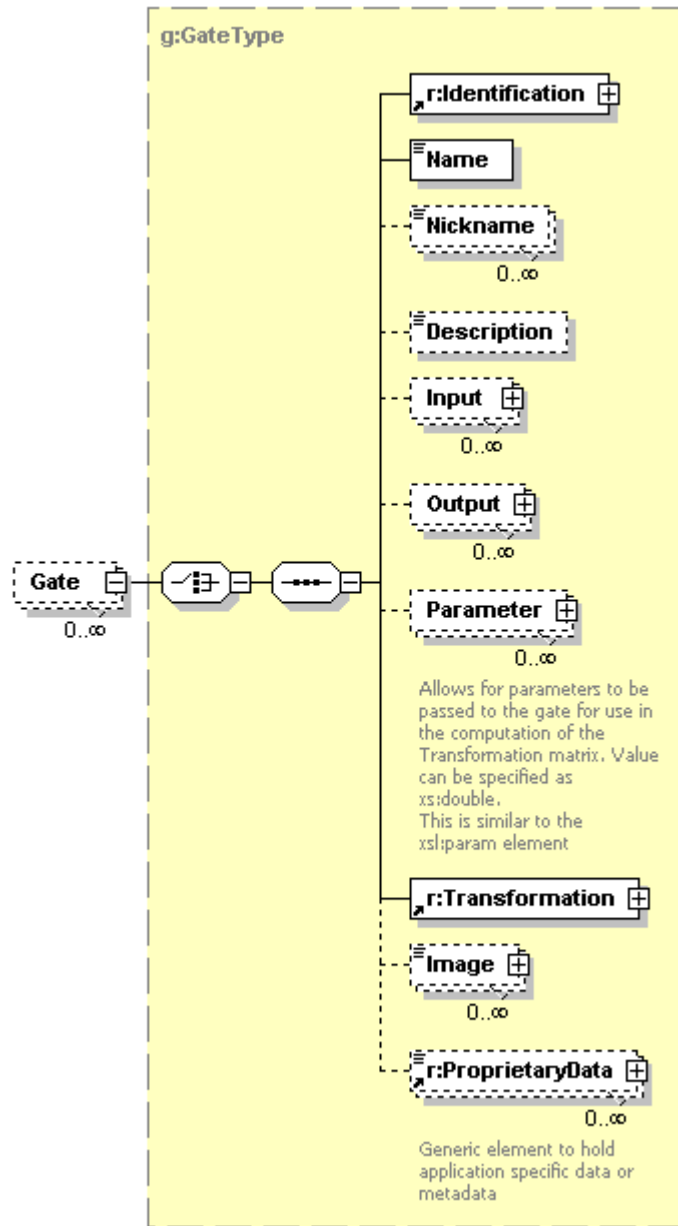 g:GateType
r:Identification
Name
Nickname
0..∞
Description
Input
0..∞
Output
0..∞
Gate
0..∞
Parameter
0..∞
Allows for parameters to be
passed to the gate for use in
the computation of the
Transformation matrix. Value
can be specified as
xs:double.
This is similar to the
xsl:param element
r:Transformation
Image
0..∞
r:ProprietaryData
0..∞
Generic element to hold
application specific data or
metadata